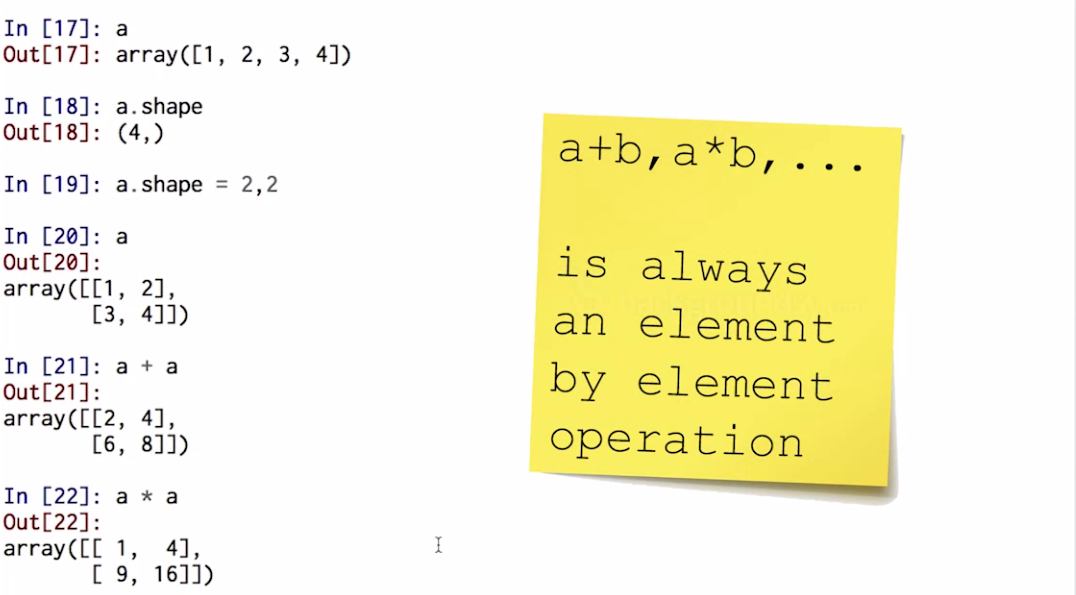 In [17]: a
Out[17]: array([1, 2, 3, 4])
In [18]: a.shape
Out[18]: (4,)
In [19]: a.shape = 2,2
In [20]: a
Out[20]:
array([[1, 2],
       [3, 4]])
In [21]: a + a
Out[21]:
array([[2, 4],
       [6, 8]])
In [22]: a * a
Out[22]:
array([[ 1,  4],
       [ 9, 16]])
a+b,a*b,...
is always
an element
by element
operation